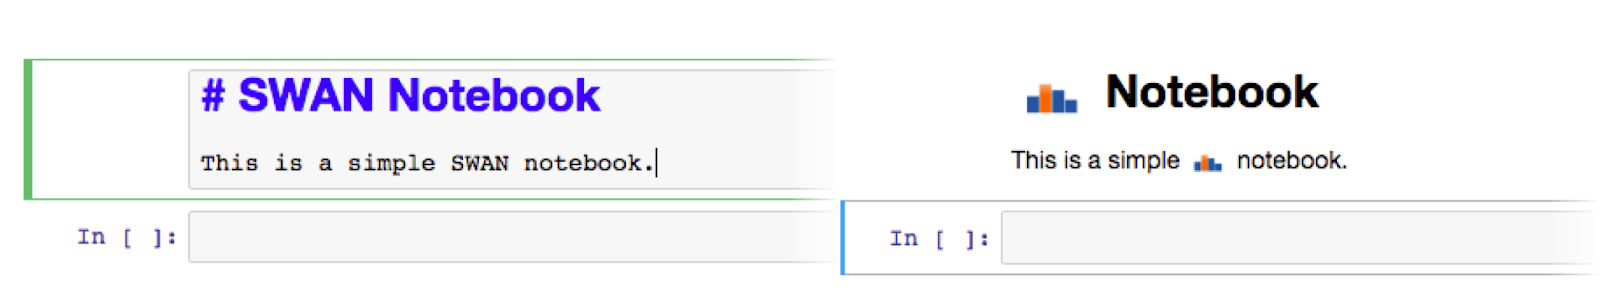 # SWAN Notebook
This is a simple SWAN notebook.
In [ ]:
Notebook
This is a simple notebook.
In [ ]: